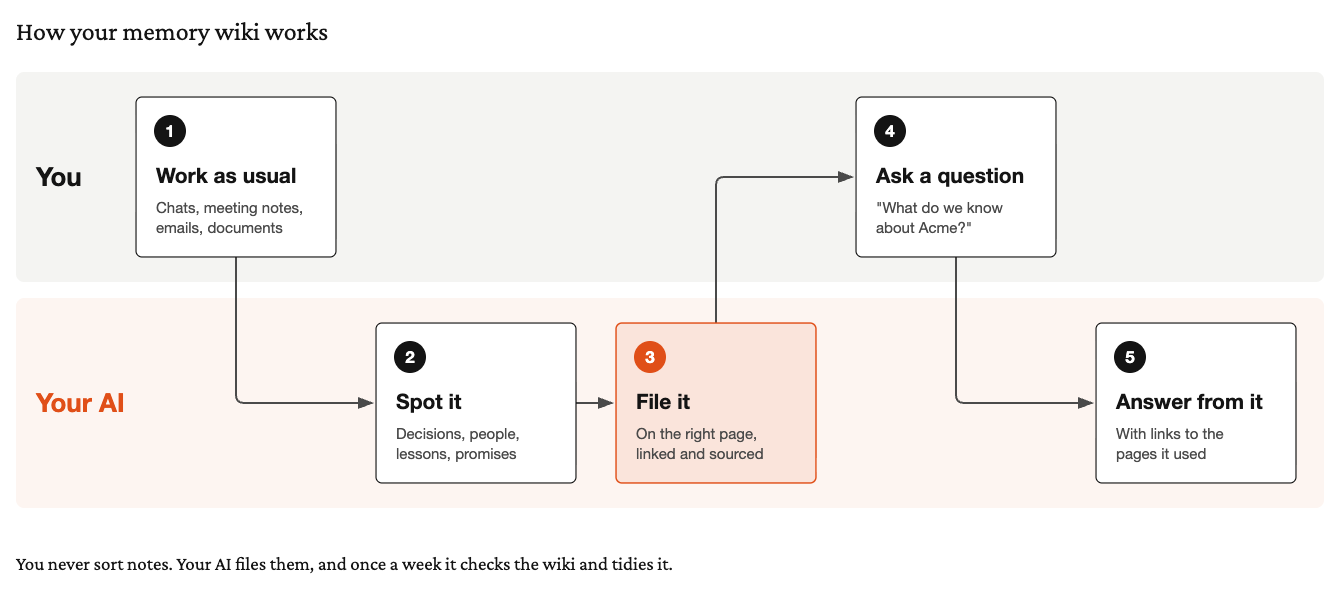 How your memory wiki works
You
1
Work as usual
Chats, meeting notes,
emails, documents
4
Ask a question
"What do we know
about Acme?"
Your AI
2
Spot it
Decisions, people,
lessons, promises
3
File it
On the right page,
linked and sourced
5
Answer from it
With links to the
pages it used
You never sort notes. Your AI files them, and once a week it checks the wiki and tidies it.